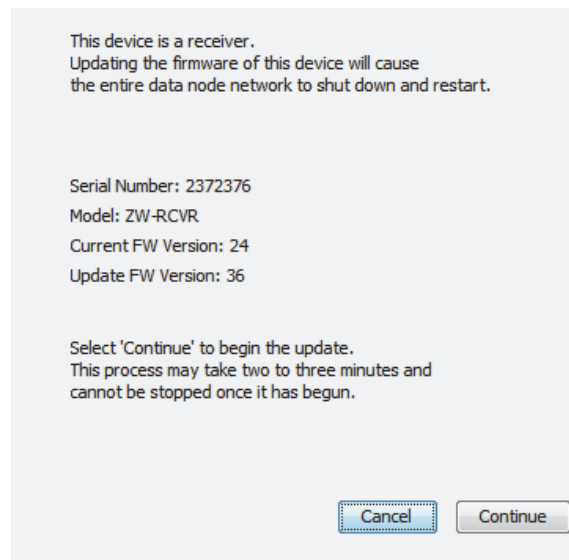 This device is a receiver.
Updating the firmware of this device will cause
the entire data node network to shut down and restart.
Serial Number: 2372376
Model: ZW-RCVR
Current FW Version: 24
Update FW Version: 36
Select 'Continue' to begin the update.
This process may take two to three minutes and
cannot be stopped once it has begun.
Cancel Continue